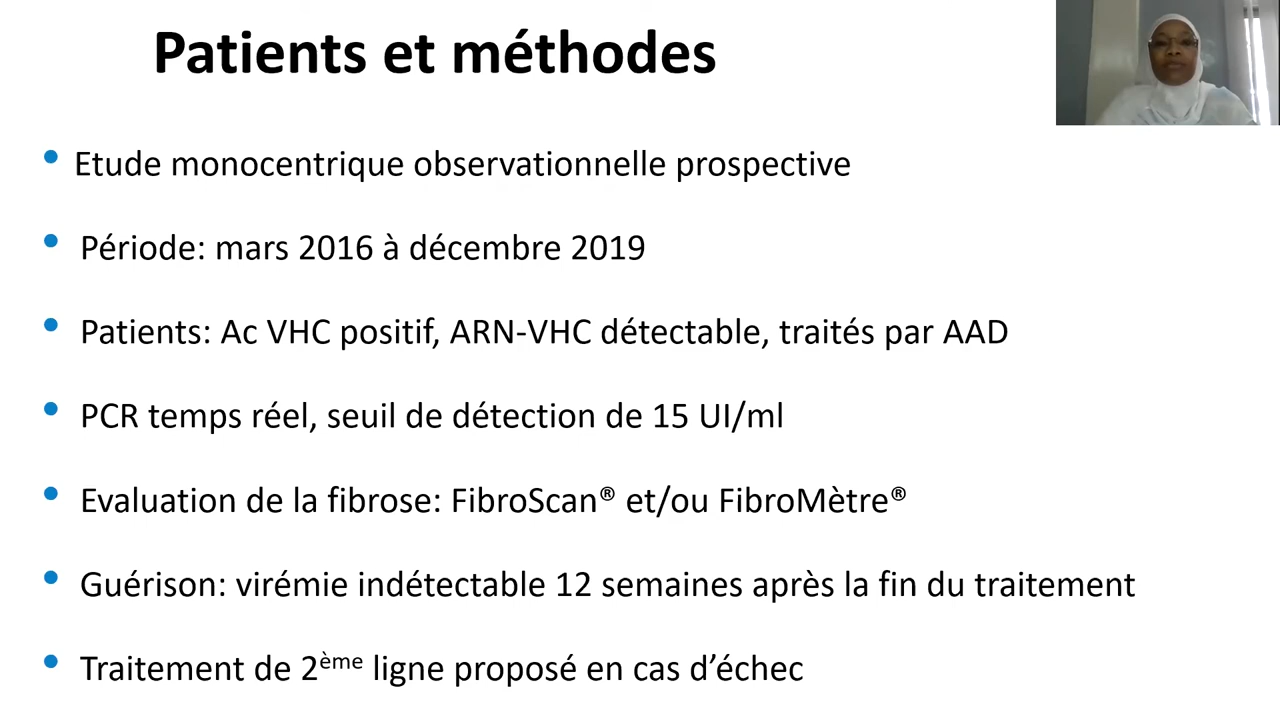 Patients et méthodes
• Etude monocentrique observationnelle prospective
• Période: mars 2016 à décembre 2019
• Patients: Ac VHC positif, ARN-VHC détectable, traités par AAD
• PCR temps réel, seuil de détection de 15 UI/ml
• Evaluation de la fibrose: FibroScan® et/ou FibroMètre®
• Guérison: virémie indétectable 12 semaines après la fin du traitement
• Traitement de 2ème ligne proposé en cas d’échec